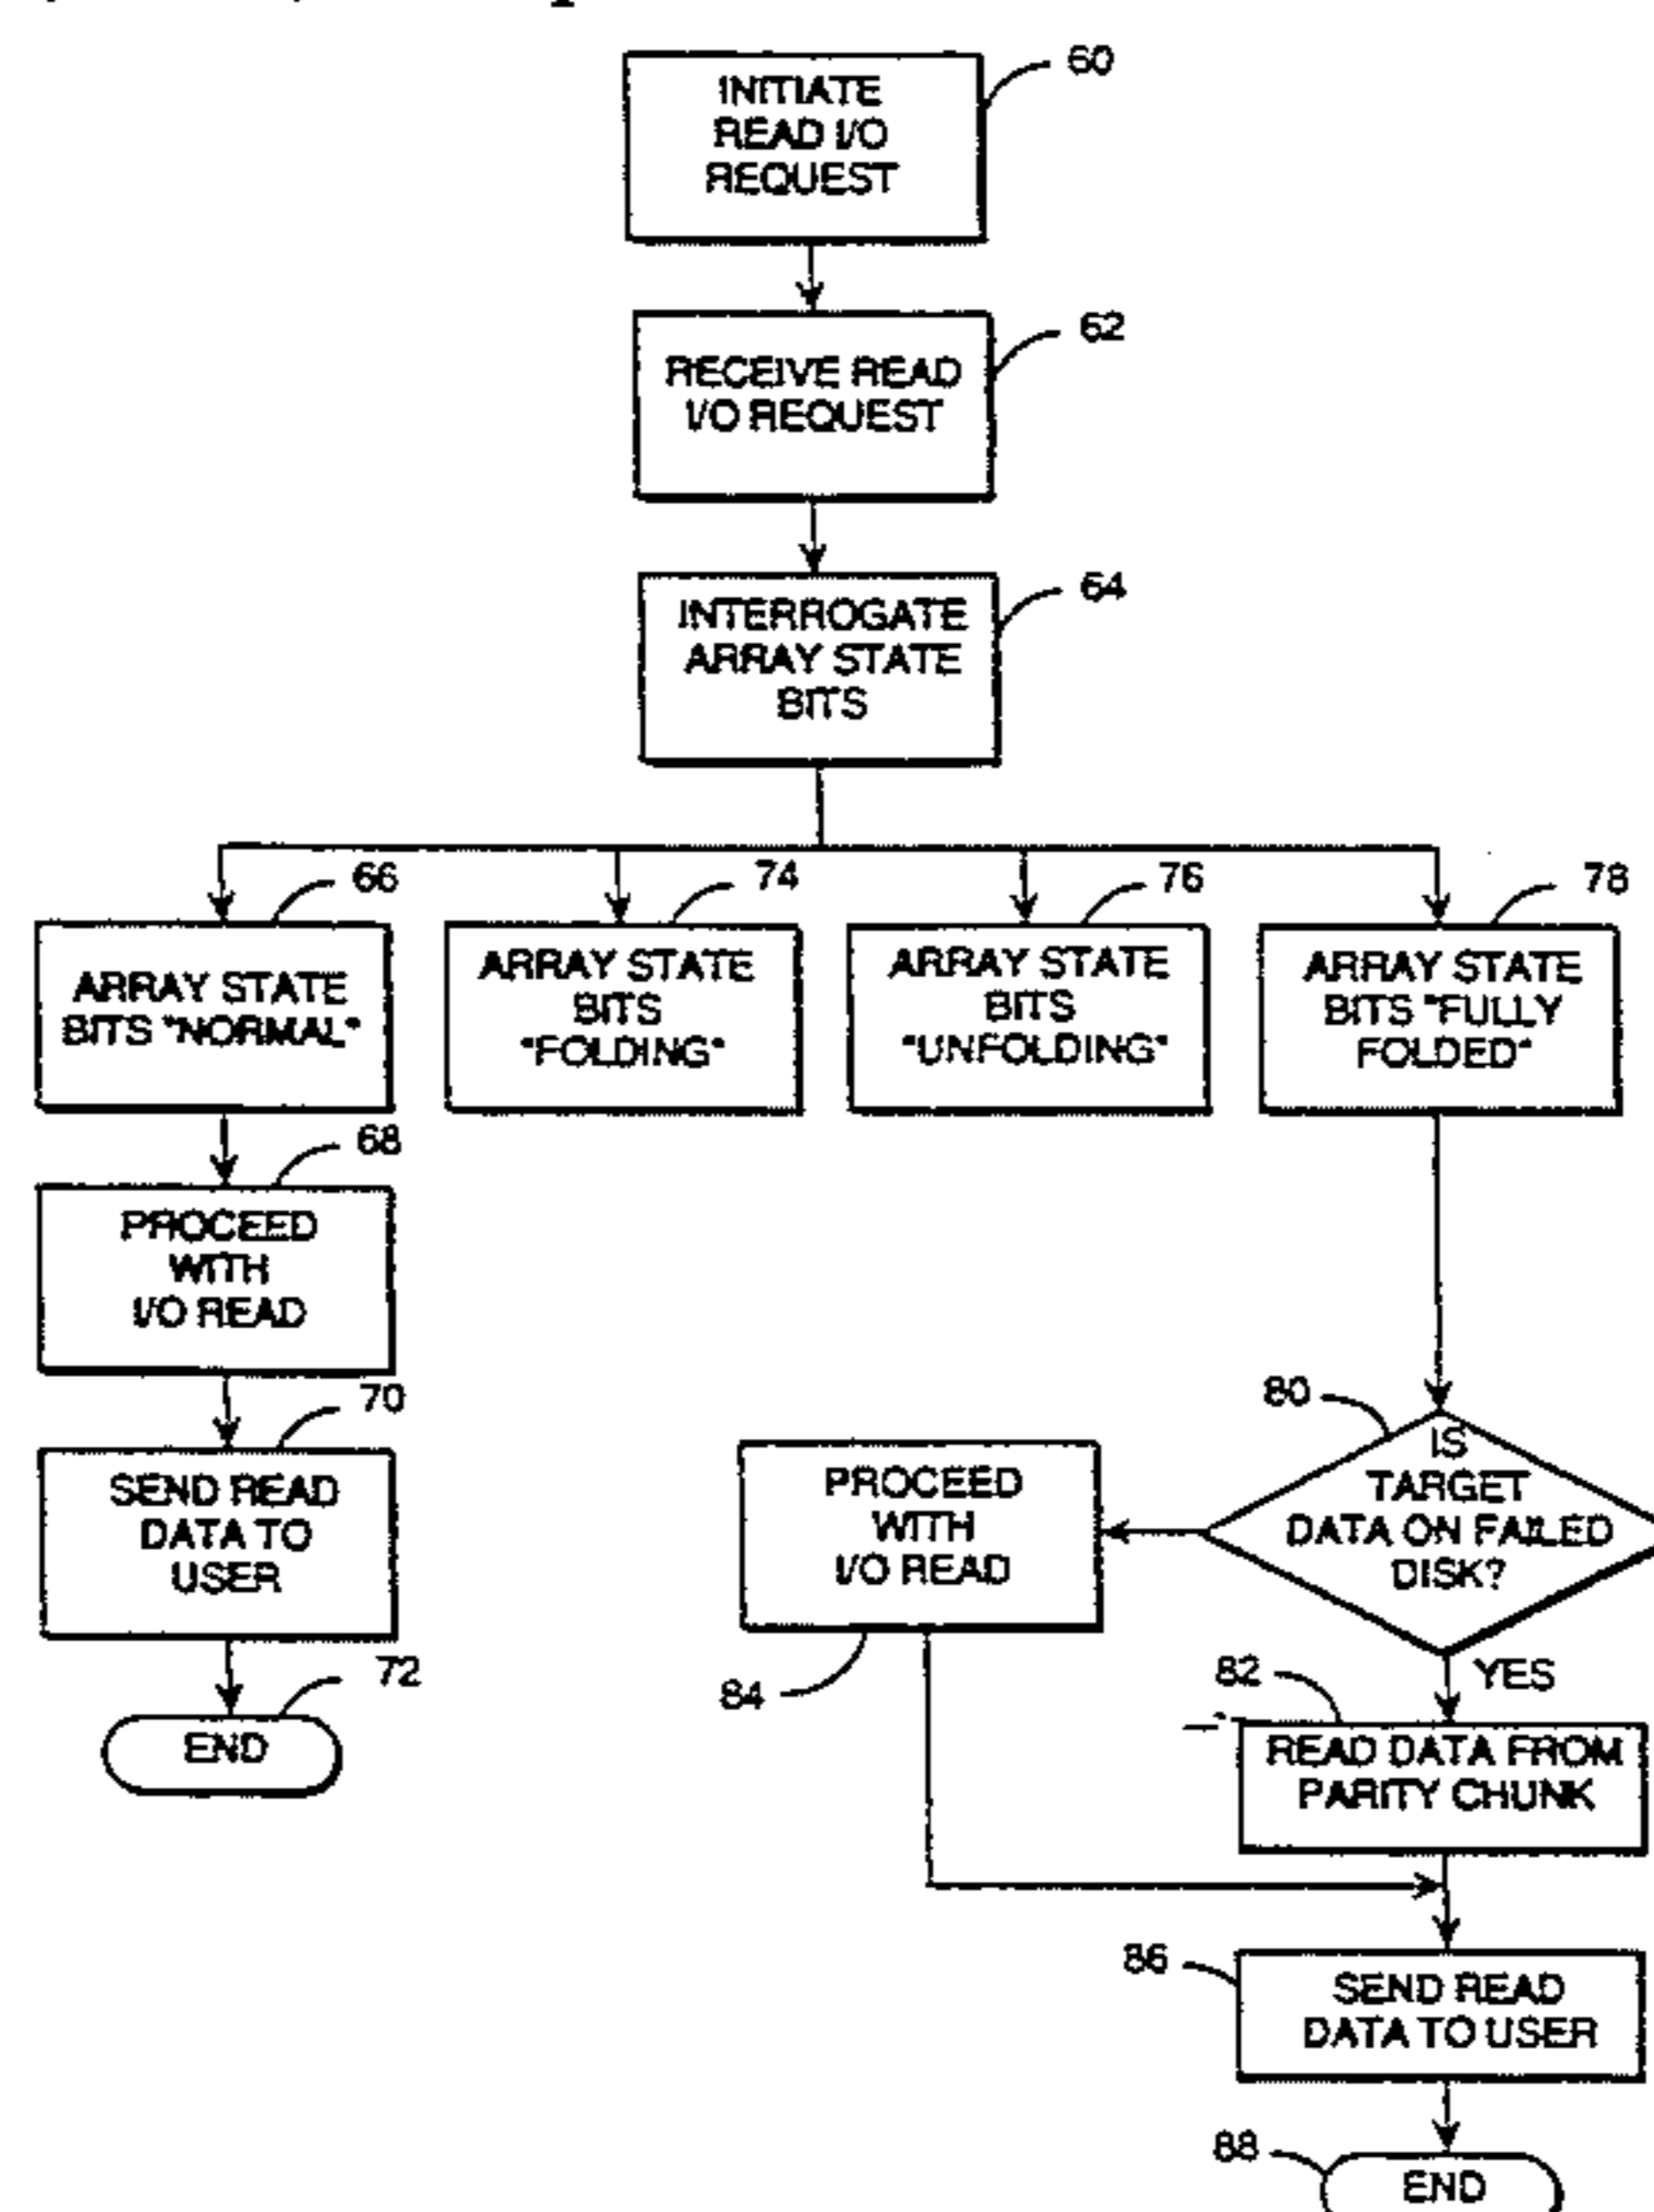 60
INITIATE
READ I/O
REQUEST
62
RECEIVE READ
I/O REQUEST
64
INTERROGATE
ARRAY STATE
BITS
66
74
76
78
ARRAY STATE
BITS "NORMAL"
ARRAY STATE
BITS
"FOLDING"
ARRAY STATE
BITS
"UNFOLDING"
ARRAY STATE
BITS "FULLY
FOLDED"
68
PROCEED
WITH
I/O READ
70
SEND READ
DATA TO
USER
72
END
80
IS
TARGET
DATA ON FAILED
DISK?
PROCEED
WITH
I/O READ
84
YES
82
READ DATA FROM
PARITY CHUNK
86
SEND READ
DATA TO USER
88
END